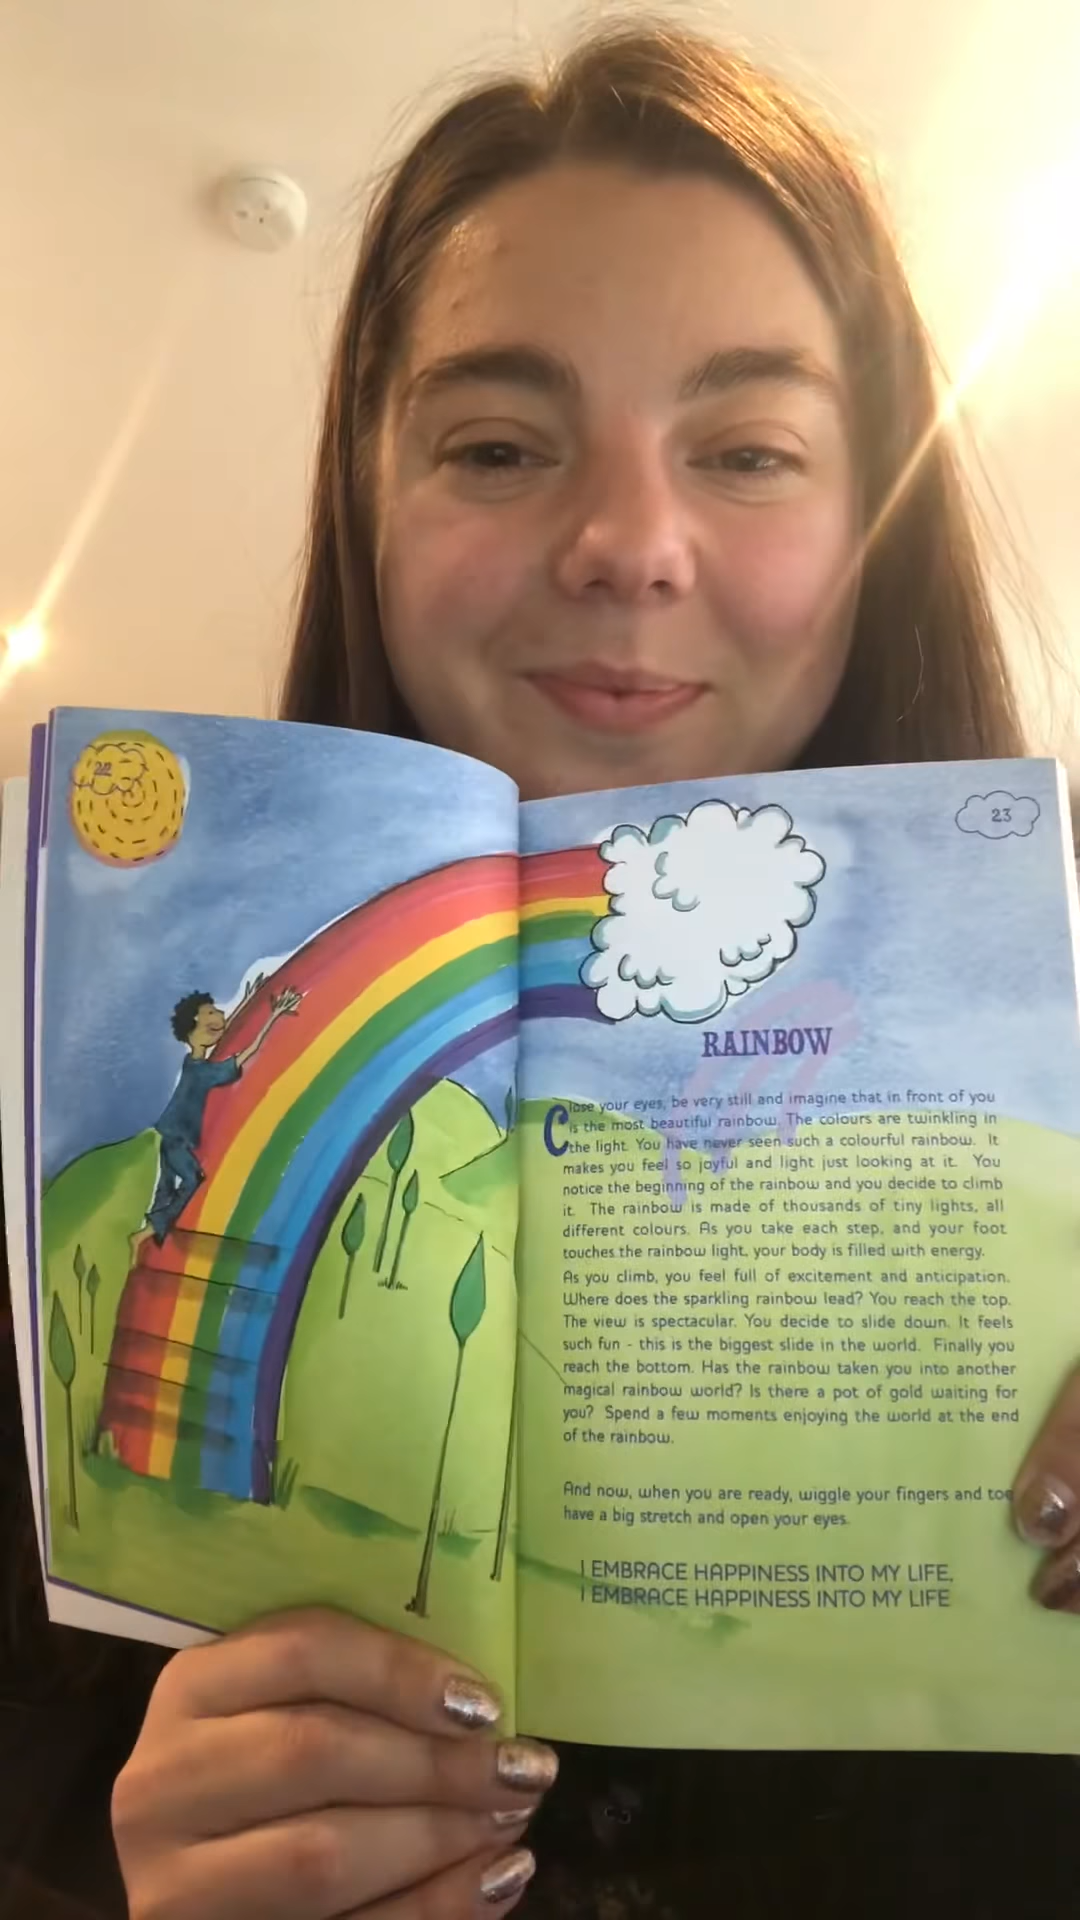 22
23
RAINBOW
Close your eyes, be very still and imagine that in front of you
is the most beautiful rainbow. The colours are twinkling in
the light. You have never seen such a colourful rainbow. It
makes you feel so joyful and light just looking at it. You
notice the beginning of the rainbow and you decide to climb
it. The rainbow is made of thousands of tiny lights, all
different colours. As you take each step, and your foot
touches the rainbow light, your body is filled with energy.
As you climb, you feel full of excitement and anticipation.
Where does the sparkling rainbow lead? You reach the top.
The view is spectacular. You decide to slide down. It feels
such fun - this is the biggest slide in the world. Finally you
reach the bottom. Has the rainbow taken you into another
magical rainbow world? Is there a pot of gold waiting for
you? Spend a few moments enjoying the world at the end
of the rainbow.
And now, when you are ready, wiggle your fingers and toe
have a big stretch and open your eyes.
I EMBRACE HAPPINESS INTO MY LIFE,
I EMBRACE HAPPINESS INTO MY LIFE